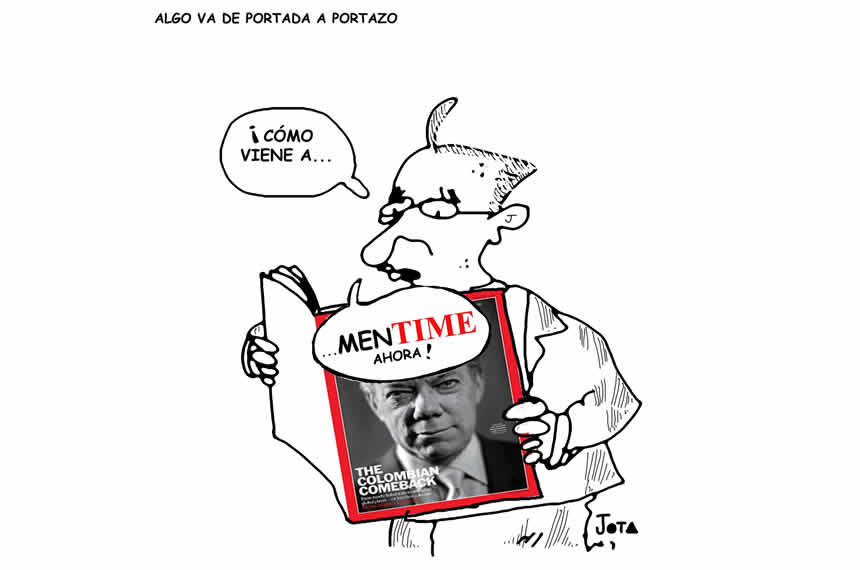 ALGO VA DE PORTADA A PORTAZO
¡CÓMO
VIENE A...
...MENTIME
AHORA!
THE
COLOMBIAN
COMEBACK
J
JOTA